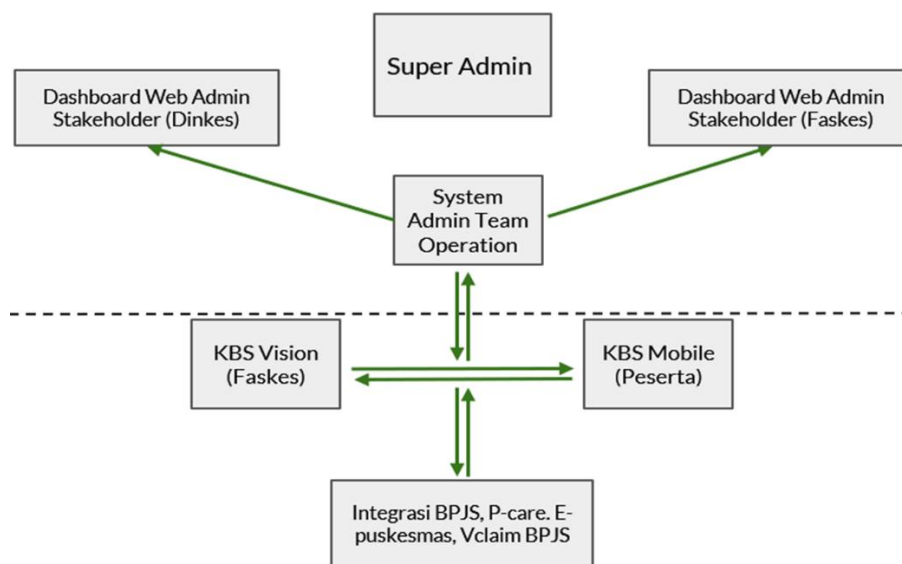 Super Admin
Dashboard Web Admin
Stakeholder (Dinkes)
Dashboard Web Admin
Stakeholder (Faskes)
System
Admin Team
Operation
KBS Vision
(Faskes)
KBS Mobile
(Peserta)
Integrasi BPJS, P-care. E-
puskesmas, Vclaim BPJS